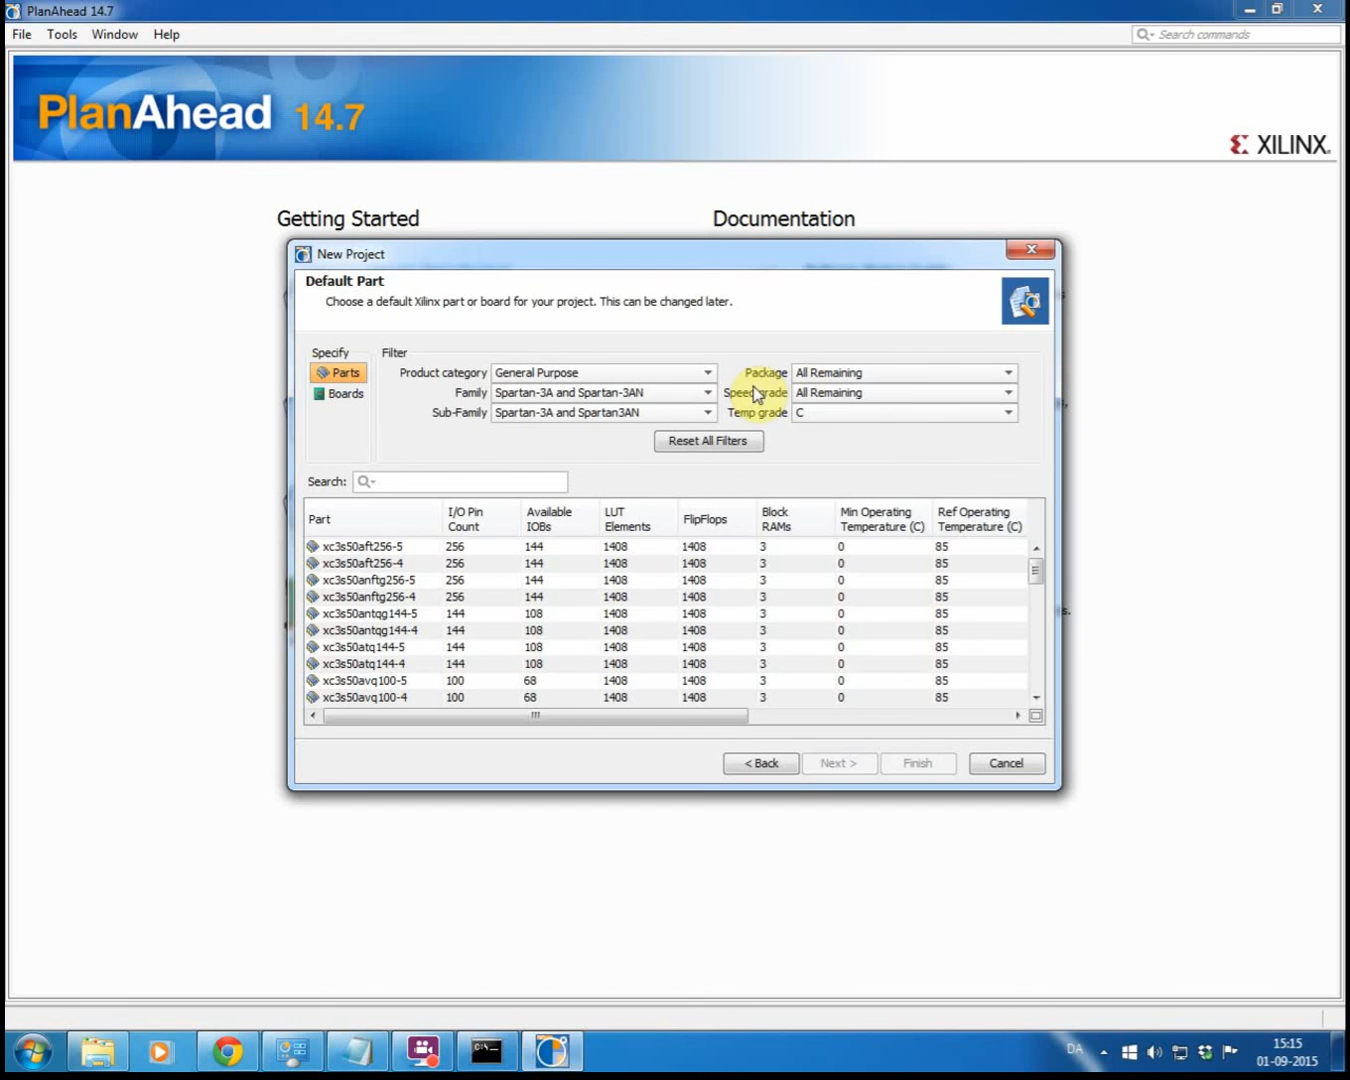 PlanAhead 14.7
File Tools Window Help
Search commands
PlanAhead 14.7
XILINX
Getting Started
Documentation
New Project
Default Part
Choose a default Xilinx part or board for your project. This can be changed later.
Specify
Filter
Parts
Boards
Product category General Purpose
Package All Remaining
Family Spartan-3A and Spartan-3AN
Speed grade All Remaining
Sub-Family Spartan-3A and Spartan3AN
Temp grade C
Reset All Filters
Search:
Part I/O Pin Count Available IOBs LUT Elements FlipFlops Block RAMs Min Operating Temperature (C) Ref Operating Temperature (C)
xc3s50aft256-5 256 144 1408 1408 3 0 85
xc3s50aft256-4 256 144 1408 1408 3 0 85
xc3s50anftg256-5 256 144 1408 1408 3 0 85
xc3s50anftg256-4 256 144 1408 1408 3 0 85
xc3s50antqg144-5 144 108 1408 1408 3 0 85
xc3s50antqg144-4 144 108 1408 1408 3 0 85
xc3s50atq144-5 144 108 1408 1408 3 0 85
xc3s50atq144-4 144 108 1408 1408 3 0 85
xc3s50avq100-5 100 68 1408 1408 3 0 85
xc3s50avq100-4 100 68 1408 1408 3 0 85
< Back Next > Finish Cancel
C:\.
DA
15:15
01-09-2015